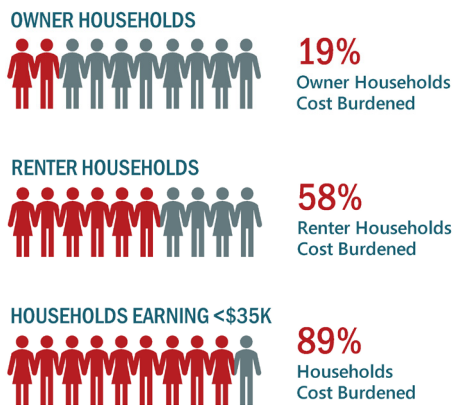 OWNER HOUSEHOLDS
19%
Owner Households
Cost Burdened
RENTER HOUSEHOLDS
58%
Renter Households
Cost Burdened
HOUSEHOLDS EARNING <$35K
89%
Households
Cost Burdened